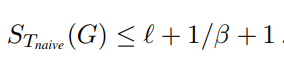 S_{T_{naive}}(G) ≤ ℓ + 1/β + 1.